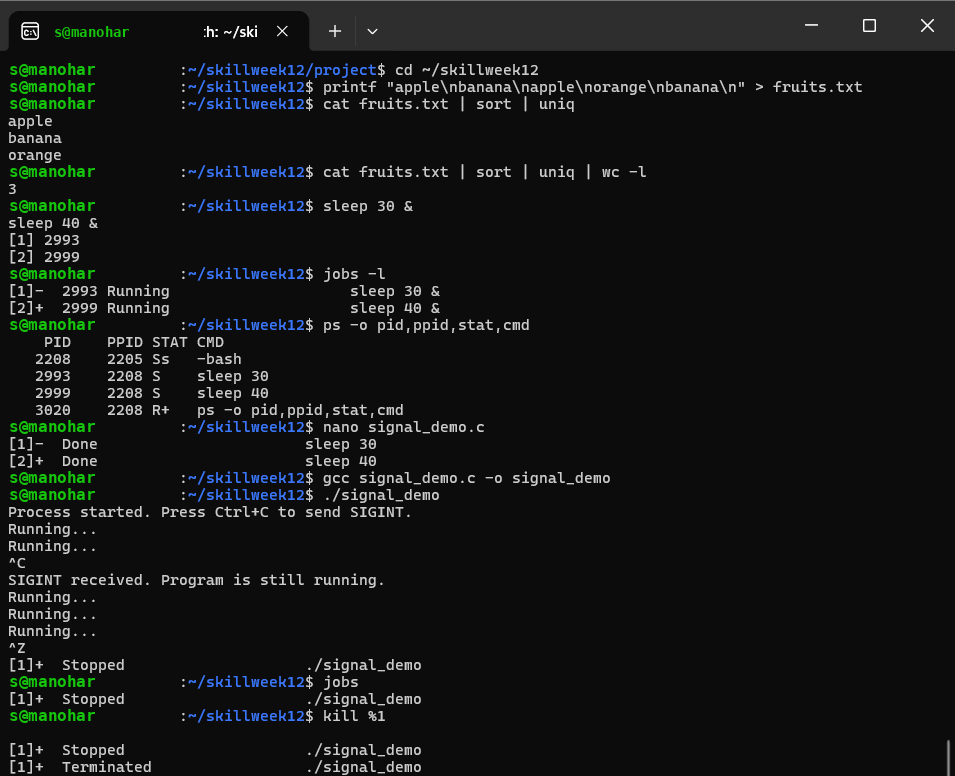 s@manohar :h: ~/ski
s@manohar :~/skillweek12/project$ cd ~/skillweek12
s@manohar :~/skillweek12$ printf "apple\nbanana\napple\norange\nbanana\n" > fruits.txt
s@manohar :~/skillweek12$ cat fruits.txt | sort | uniq
apple
banana
orange
s@manohar :~/skillweek12$ cat fruits.txt | sort | uniq | wc -l
3
s@manohar :~/skillweek12$ sleep 30 &
sleep 40 &
[1] 2993
[2] 2999
s@manohar :~/skillweek12$ jobs -l
[1]-  2993 Running                    sleep 30 &
[2]+  2999 Running                    sleep 40 &
s@manohar :~/skillweek12$ ps -o pid,ppid,stat,cmd
    PID    PPID STAT CMD
   2208    2205 Ss   -bash
   2993    2208 S    sleep 30
   2999    2208 S    sleep 40
   3020    2208 R+   ps -o pid,ppid,stat,cmd
s@manohar :~/skillweek12$ nano signal_demo.c
[1]-  Done                       sleep 30
[2]+  Done                       sleep 40
s@manohar :~/skillweek12$ gcc signal_demo.c -o signal_demo
s@manohar :~/skillweek12$ ./signal_demo
Process started. Press Ctrl+C to send SIGINT.
Running...
Running...
^C
SIGINT received. Program is still running.
Running...
Running...
Running...
^Z
[1]+  Stopped                    ./signal_demo
s@manohar :~/skillweek12$ jobs
[1]+  Stopped                    ./signal_demo
s@manohar :~/skillweek12$ kill %1
[1]+  Stopped                    ./signal_demo
[1]+  Terminated                 ./signal_demo